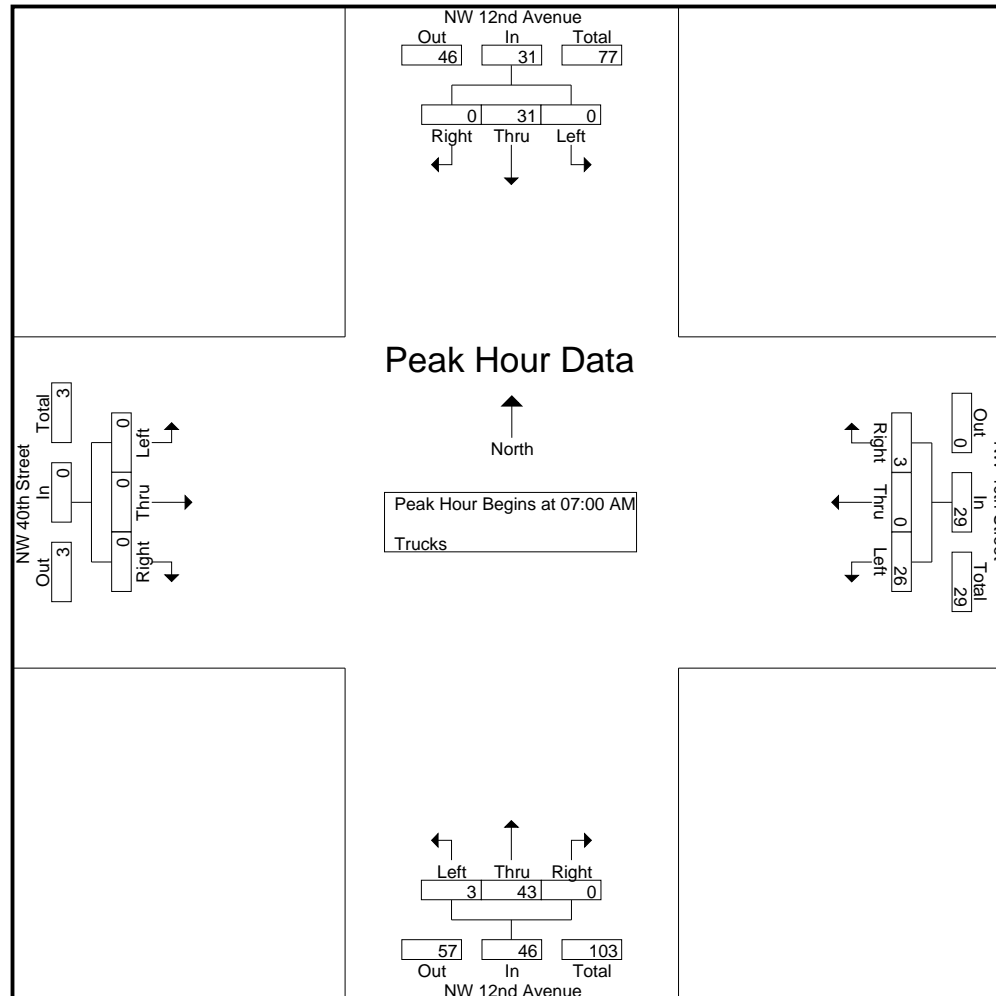 NW 12nd Avenue
Out In Total
46 31 77
0 31 0
Right Thru Left
Peak Hour Data
North
Peak Hour Begins at 07:00 AM
Trucks
NW 40th Street
Total In Out
3 0 3
0 0 0
Left Thru Right
Right Thru Left
3 0 26
Out In Total
0 29 29
Left Thru Right
3 43 0
57 46 103
Out In Total
NW 12nd Avenue